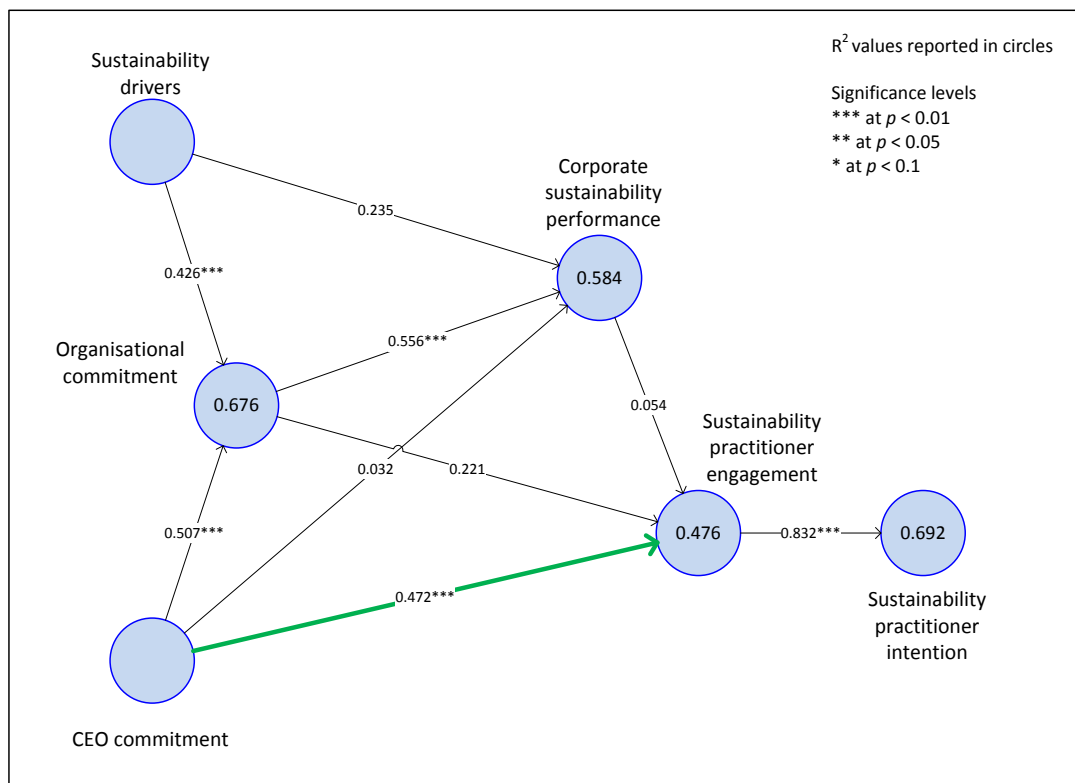 R² values reported in circles
Significance levels
*** at p < 0.01
** at p < 0.05
* at p < 0.1
Sustainability
drivers
Corporate
sustainability
performance
0.235
0.584
0.426***
0.556***
Organisational
commitment
0.676
0.054
Sustainability
practitioner
engagement
0.032
0.221
0.507***
0.476
0.832***
0.692
0.472***
Sustainability
practitioner
intention
CEO commitment